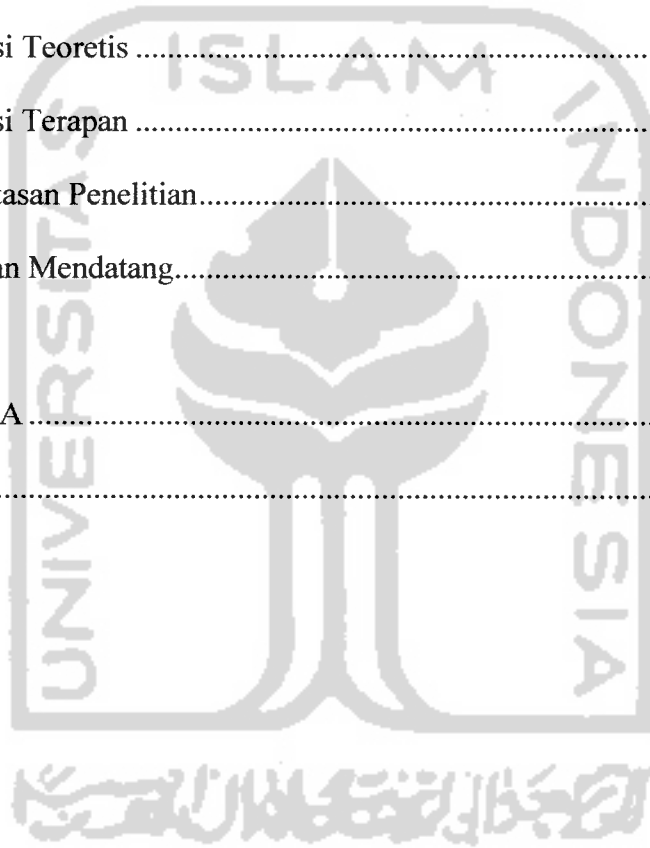 si Teoretis ....................................................................
si Terapan ....................................................................
tasan Penelitian............................................................
an Mendatang...............................................................
A ....................................................................................
.........................................................................................
UNIVERSITAS
ISLAM
INDONESIA